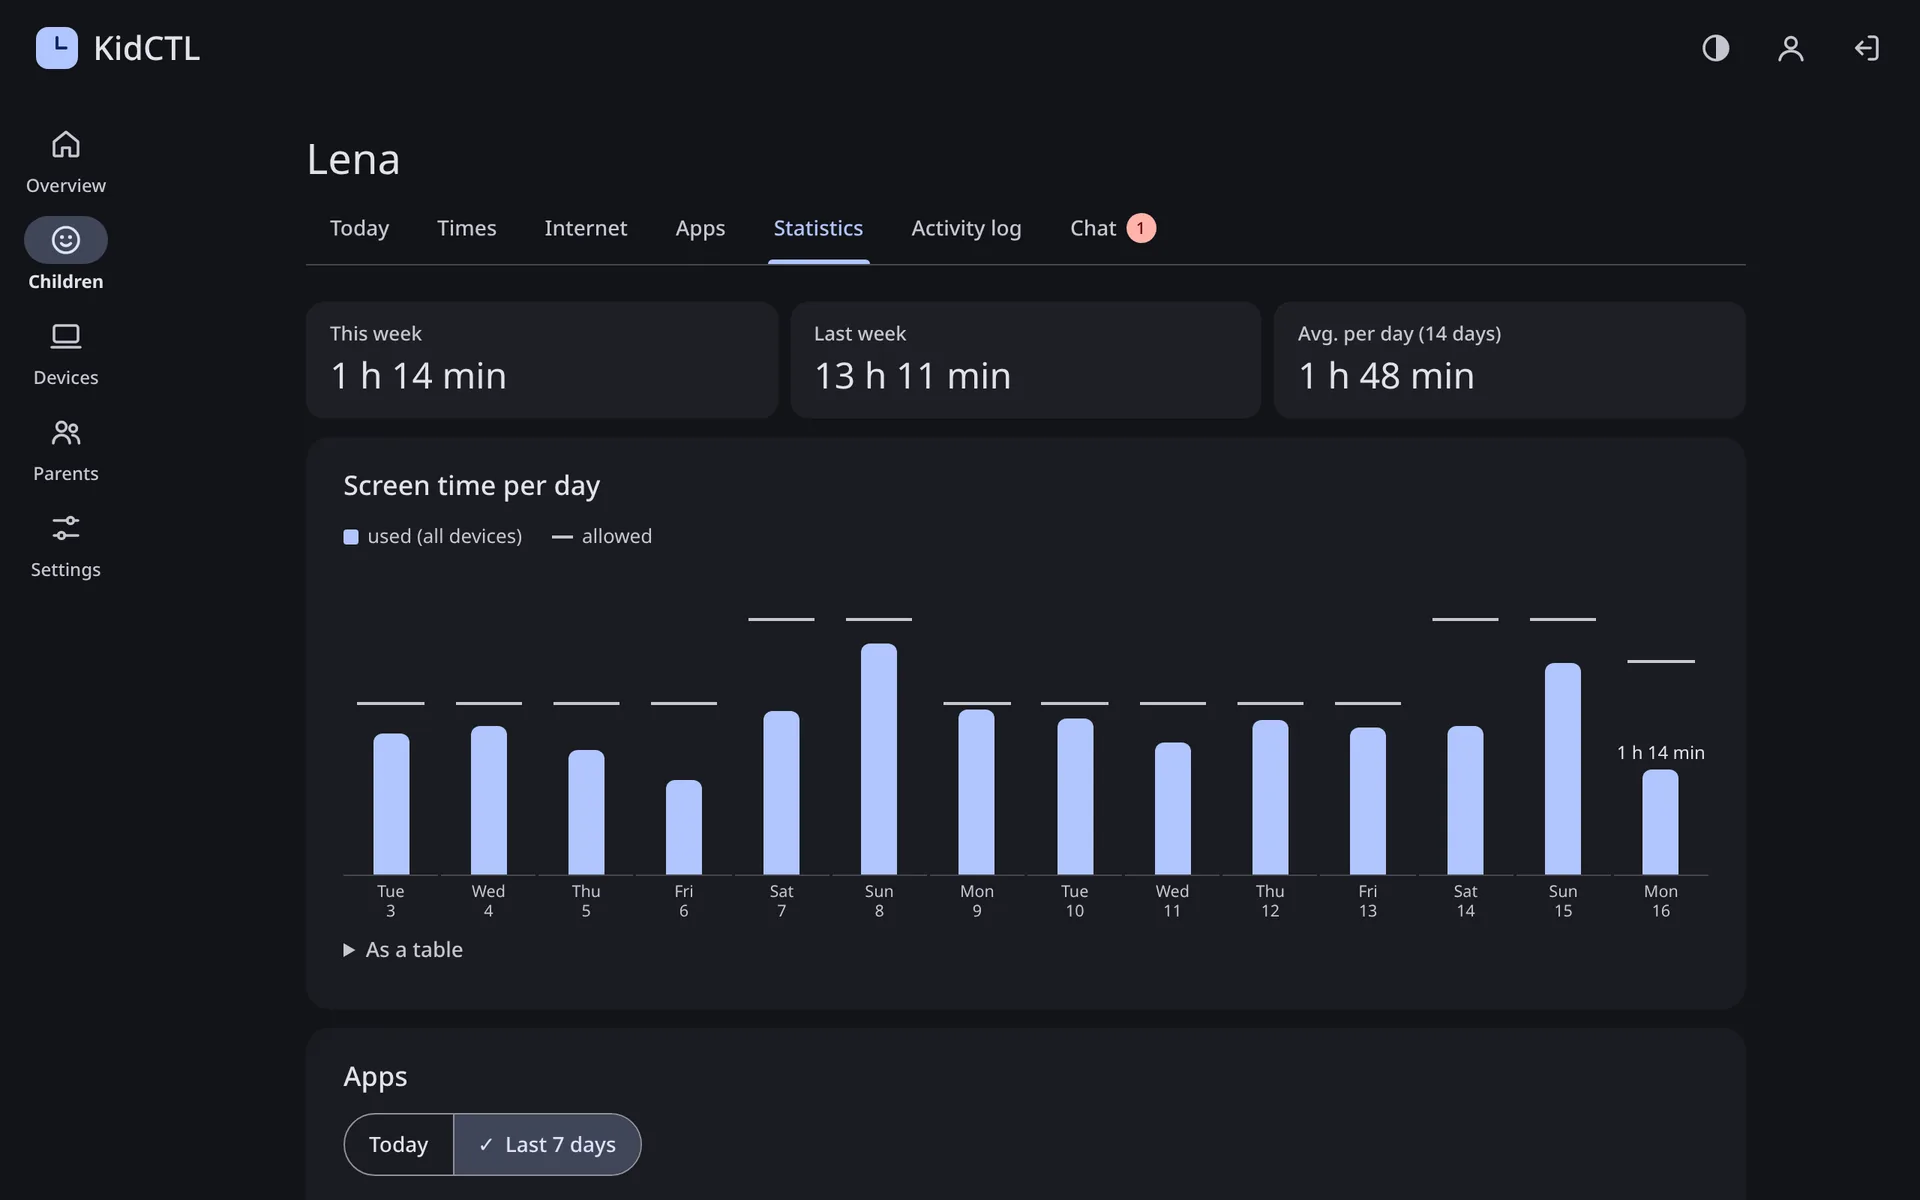 KidCTL
Overview
Children
Devices
Parents
Settings
Lena
Today Times Internet Apps Statistics Activity log Chat 1
This week
1 h 14 min
Last week
13 h 11 min
Avg. per day (14 days)
1 h 48 min
Screen time per day
used (all devices) allowed
1 h 14 min
Tue Wed Thu Fri Sat Sun Mon Tue Wed Thu Fri Sat Sun Mon
3 4 5 6 7 8 9 10 11 12 13 14 15 16
As a table
Apps
Today ✓ Last 7 days